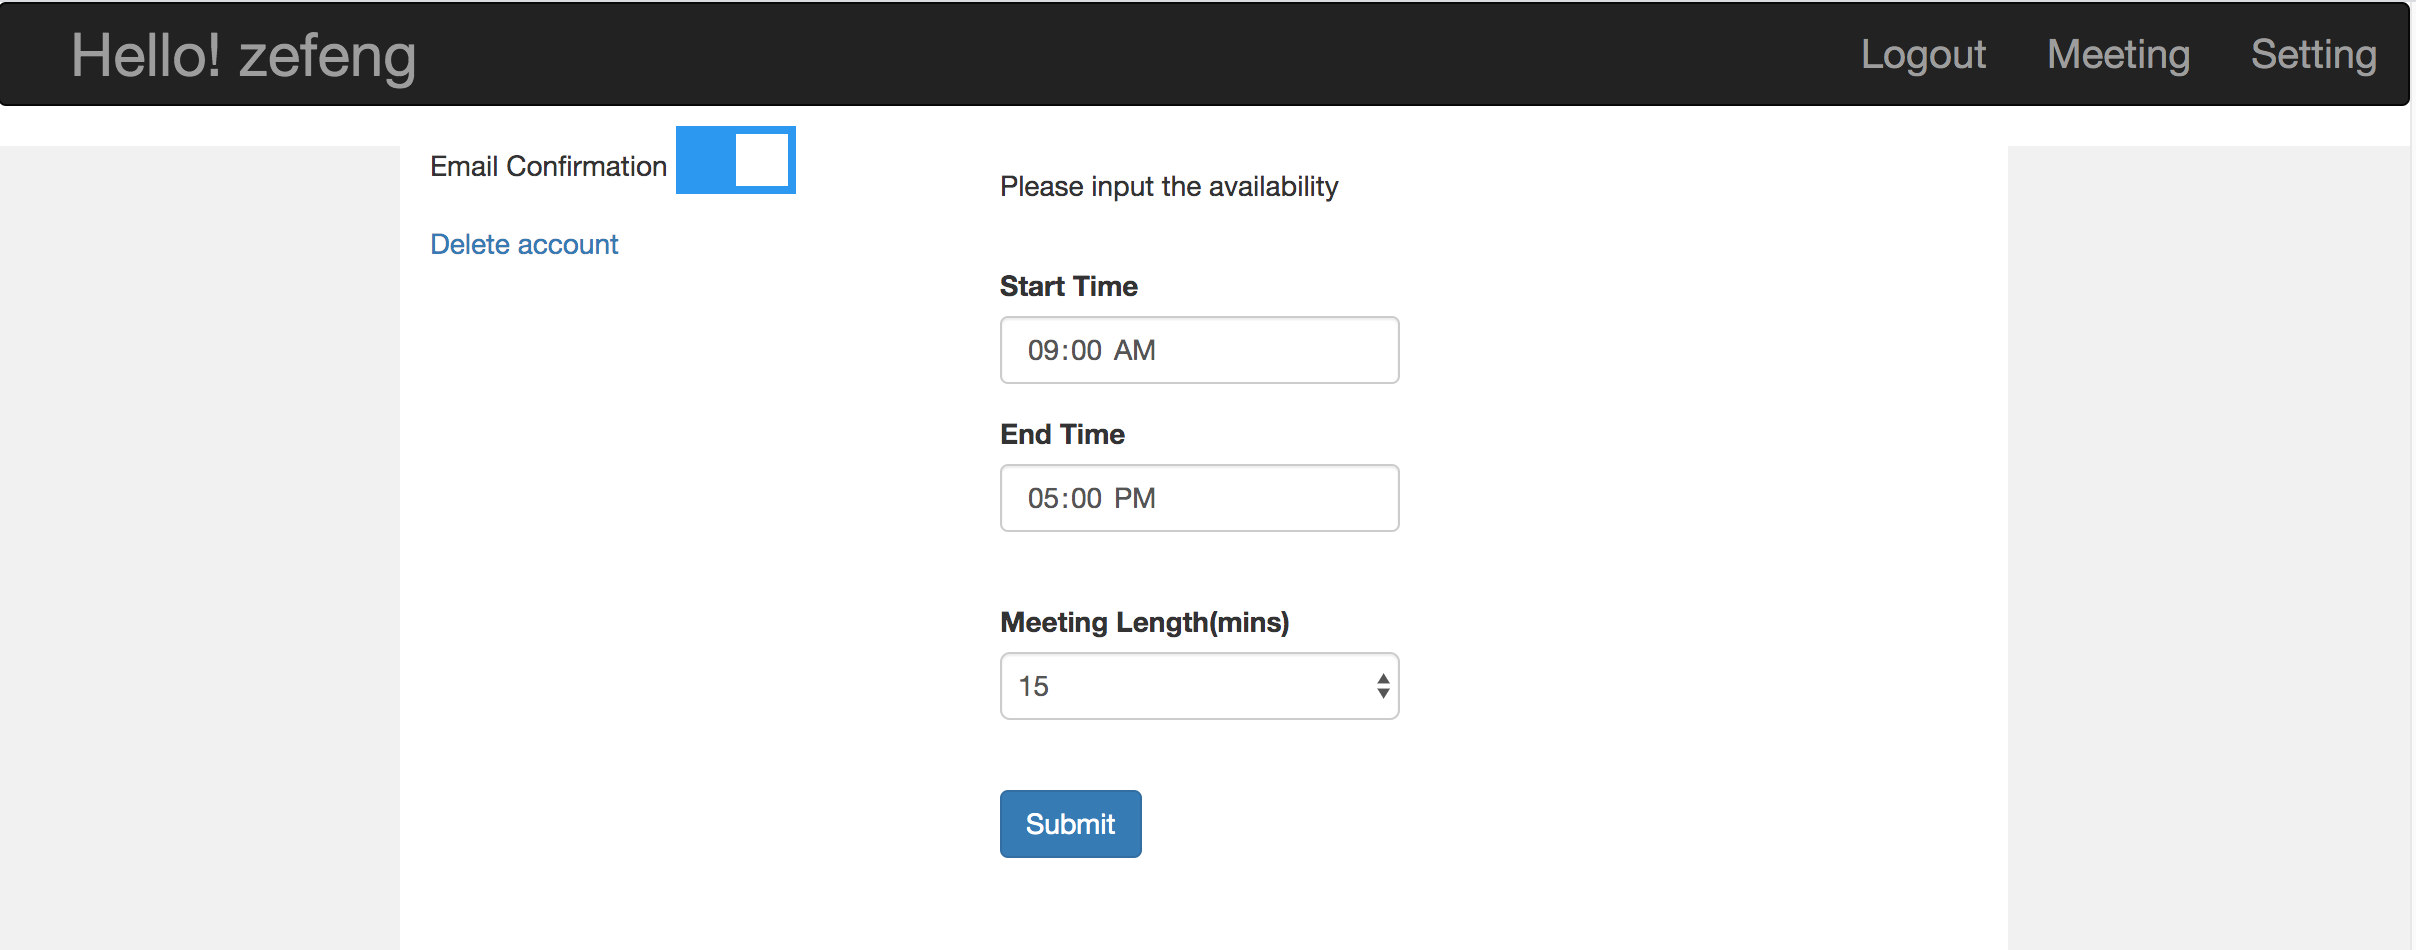 Hello! zefeng
Logout Meeting Setting
Email Confirmation
Delete account
Please input the availability
Start Time
09:00 AM
End Time
05:00 PM
Meeting Length(mins)
15
Submit